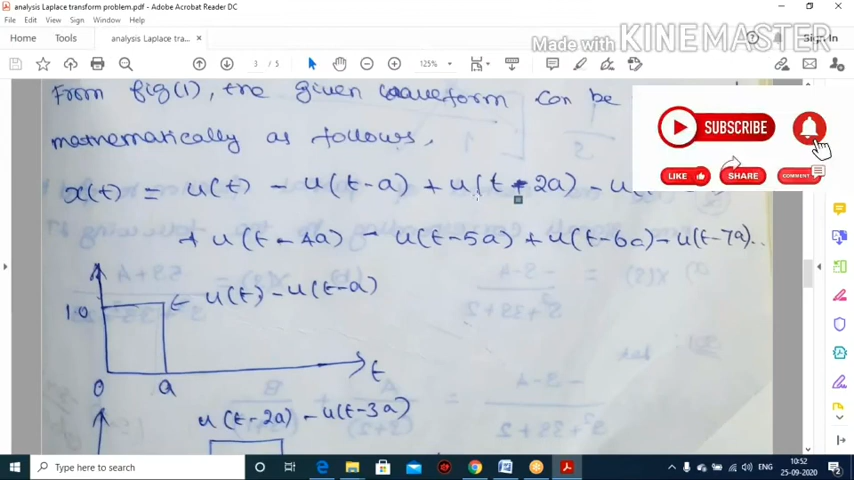 analysis Laplace transform problem.pdf - Adobe Acrobat Reader DC
File Edit View Sign Window Help
Home Tools analysis Laplace tra... × Sign In
Made with KINEMASTER
3 / 5 125%
From fig(1), the given waveform can be
mathematically as follows,
SUBSCRIBE
LIKE SHARE COMMENT
x(t) = u(t) - u(t-a) + u(t-2a) - u(
+ u(t-4a) - u(t-5a) + u(t-6a) - u(t-7a)..
1.0 u(t) - u(t-a)
t
0 a
u(t-2a) - u(t-3a)
Type here to search
ENG 10:52
25-09-2020
2